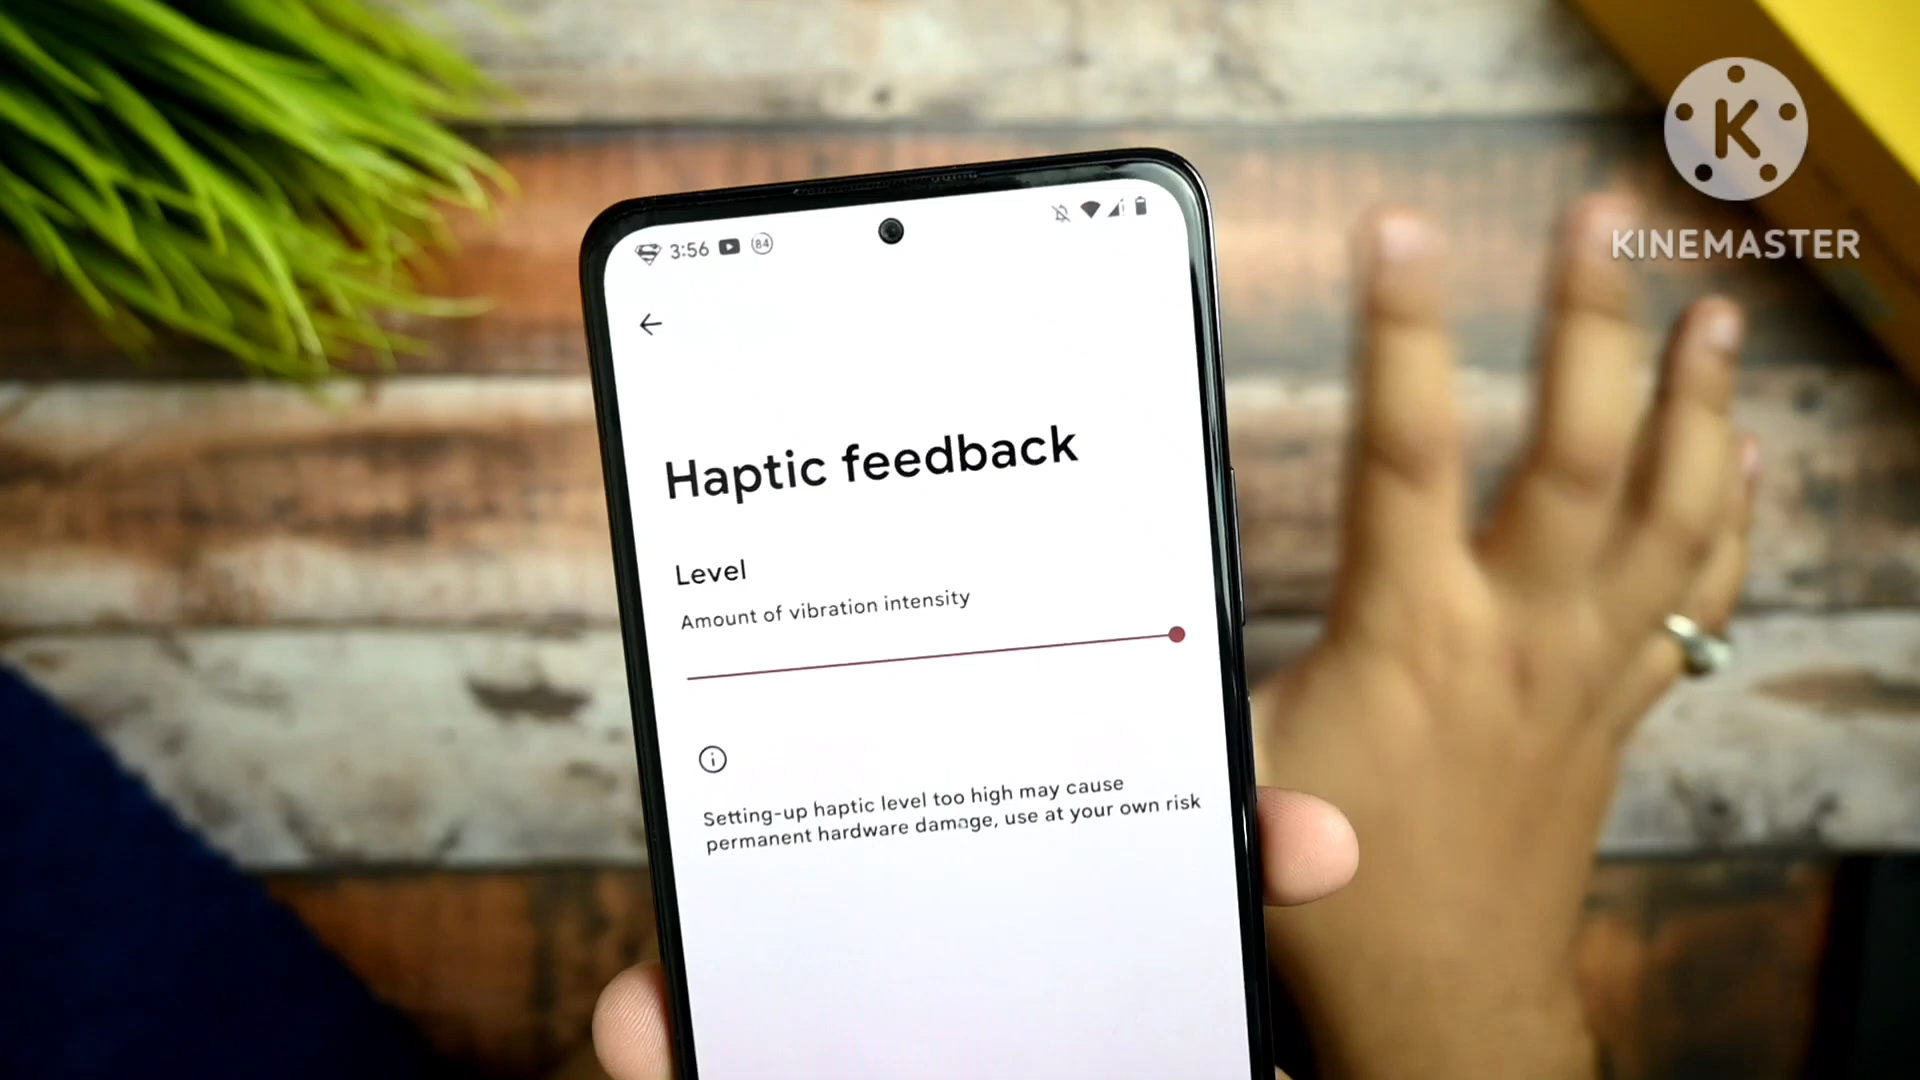 K
KINEMASTER
3:56 84
Haptic feedback
Level
Amount of vibration intensity
Setting-up haptic level too high may cause
permanent hardware damage, use at your own risk